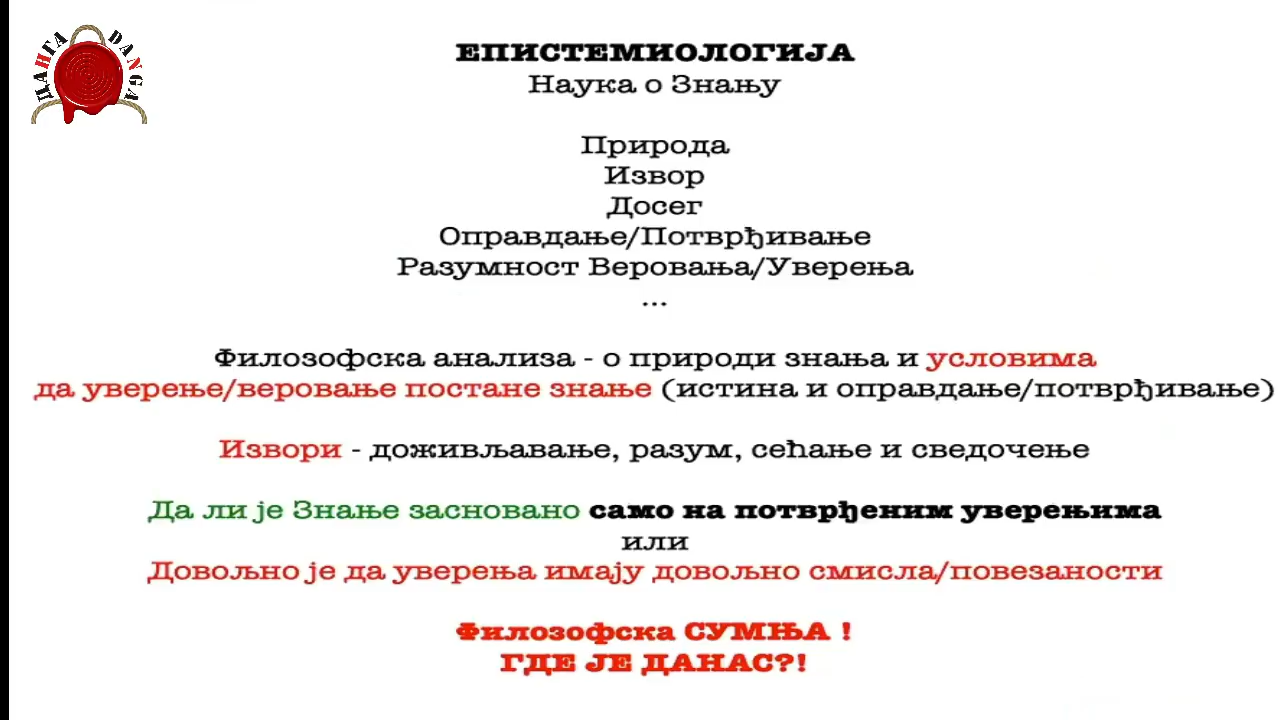 ДАНГА DANGA
ЕПИСТЕМИОЛОГИЈА
Наука о Знању
Природа
Извор
Досег
Оправдање/Потврђивање
Разумност Веровања/Уверења
...
Филозофска анализа - о природи знања и условима
да уверење/веровање постане знање (истина и оправдање/потврђивање)
Извори - доживљавање, разум, сећање и сведочење
Да ли је Знање засновано само на потврђеним уверењима
или
Довољно је да уверења имају довољно смисла/повезаности
Филозофска СУМЊА !
ГДЕ ЈЕ ДАНАС?!